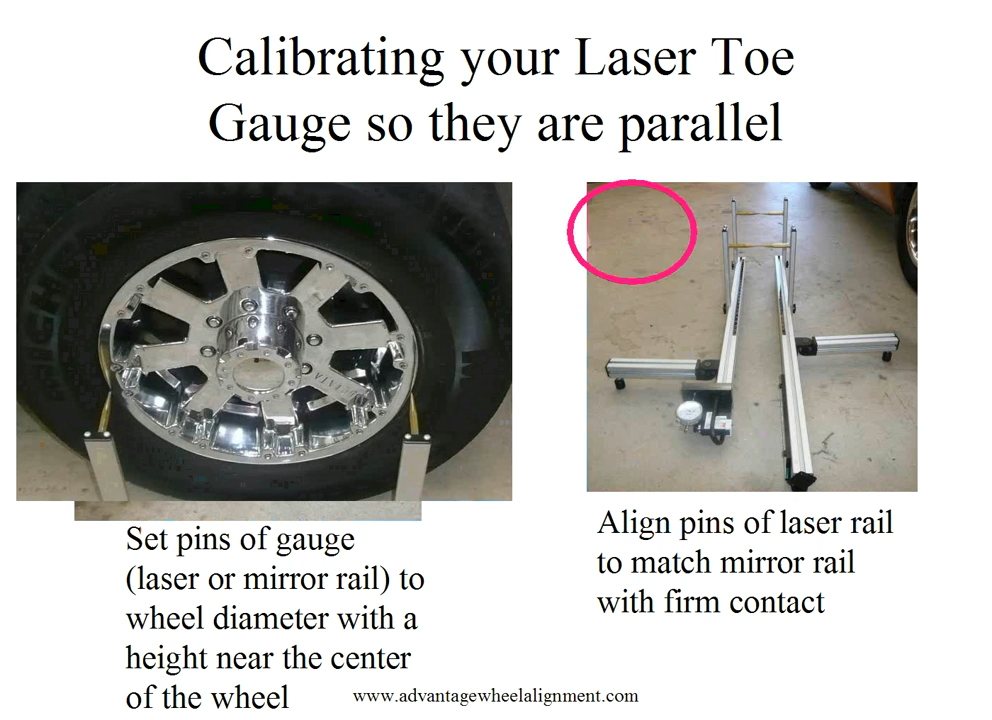 Calibrating your Laser Toe
Gauge so they are parallel
Set pins of gauge
(laser or mirror rail) to
wheel diameter with a
height near the center
of the wheel
Align pins of laser rail
to match mirror rail
with firm contact
www.advantagewheelalignment.com